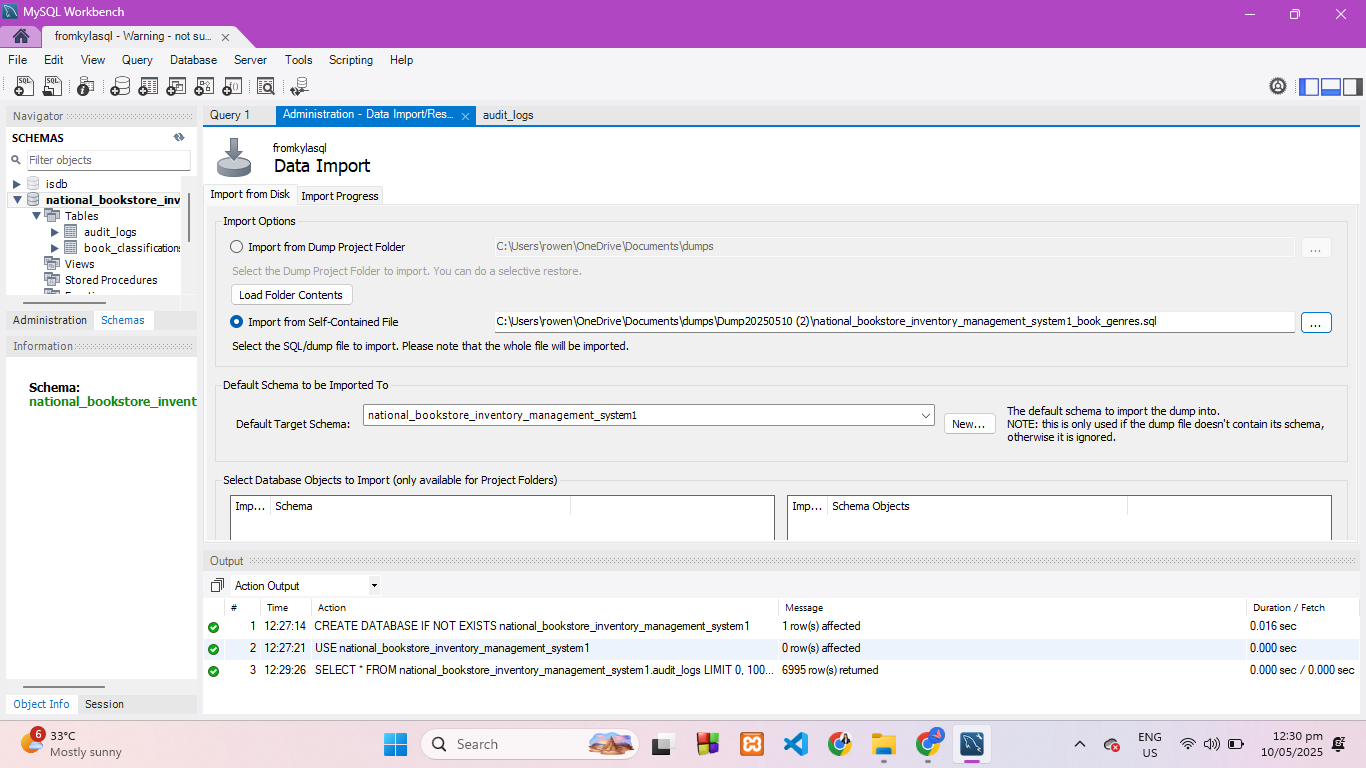 MySQL Workbench
fromkylasql - Warning - not su...
File Edit View Query Database Server Tools Scripting Help
Navigator
SCHEMAS
Filter objects
isdb
national_bookstore_inv
Tables
audit_logs
book_classifications
Views
Stored Procedures
Administration Schemas
Information
Schema:
national_bookstore_invent
Object Info Session
Query 1 Administration - Data Import/Res... audit_logs
fromkylasql
Data Import
Import from Disk Import Progress
Import Options
Import from Dump Project Folder C:\Users\rowen\OneDrive\Documents\dumps ...
Select the Dump Project Folder to import. You can do a selective restore.
Load Folder Contents
Import from Self-Contained File C:\Users\rowen\OneDrive\Documents\dumps\Dump20250510 (2)\national_bookstore_inventory_management_system1_book_genres.sql ...
Select the SQL/dump file to import. Please note that the whole file will be imported.
Default Schema to be Imported To
Default Target Schema: national_bookstore_inventory_management_system1 New...
The default schema to import the dump into.
NOTE: this is only used if the dump file doesn't contain its schema,
otherwise it is ignored.
Select Database Objects to Import (only available for Project Folders)
Imp... Schema Imp... Schema Objects
Output
Action Output
# Time Action Message Duration / Fetch
1 12:27:14 CREATE DATABASE IF NOT EXISTS national_bookstore_inventory_management_system1 1 row(s) affected 0.016 sec
2 12:27:21 USE national_bookstore_inventory_management_system1 0 row(s) affected 0.000 sec
3 12:29:26 SELECT * FROM national_bookstore_inventory_management_system1.audit_logs LIMIT 0, 100... 6995 row(s) returned 0.000 sec / 0.000 sec
6
33°C
Mostly sunny
Search
ENG
US
12:30 pm
10/05/2025